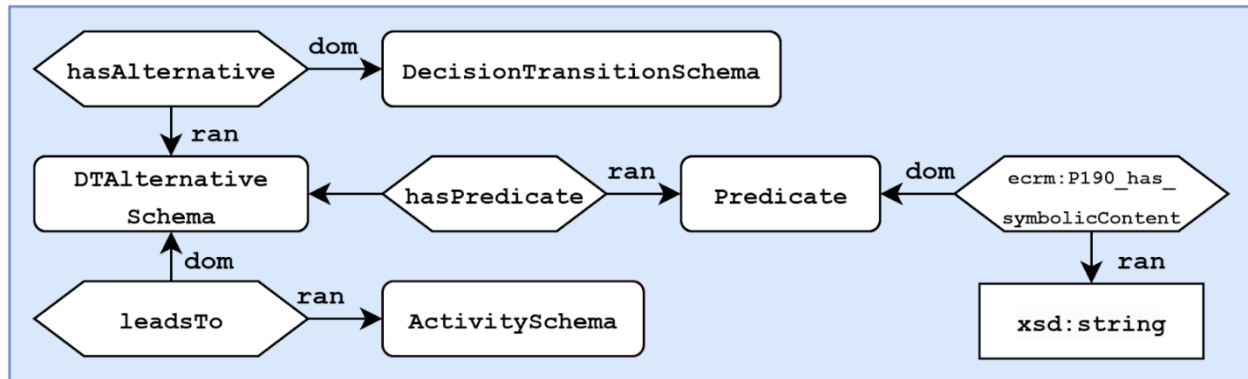 hasAlternative
dom
DecisionTransitionSchema
ran
DTAlternative
Schema
hasPredicate
ran
Predicate
dom
ecrm:P190_has_
symbolicContent
dom
ran
leadsTo
ran
ActivitySchema
xsd:string